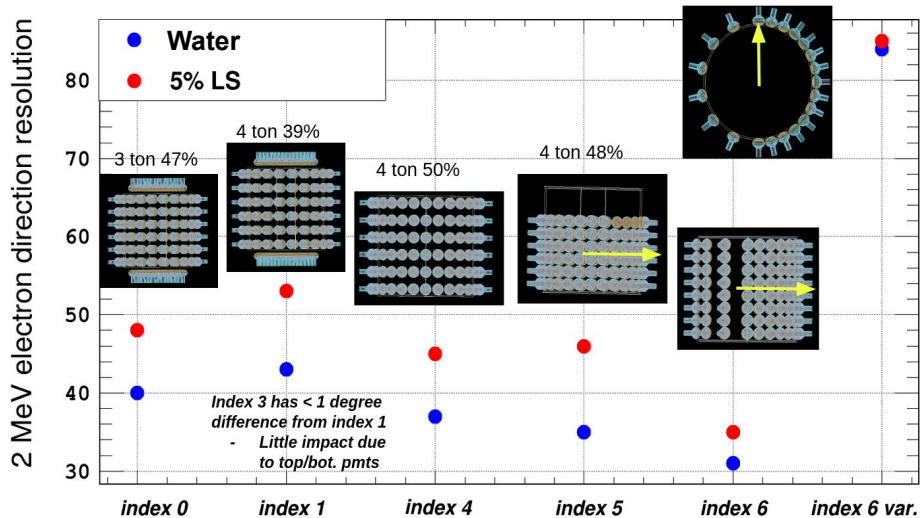 2 MeV electron direction resolution
80
70
60
50
40
30
Water
5% LS
3 ton 47%
4 ton 39%
4 ton 50%
4 ton 48%
Index 3 has < 1 degree
difference from index 1
- Little impact due
to top/bot. pmts
index 0
index 1
index 4
index 5
index 6
index 6 var.